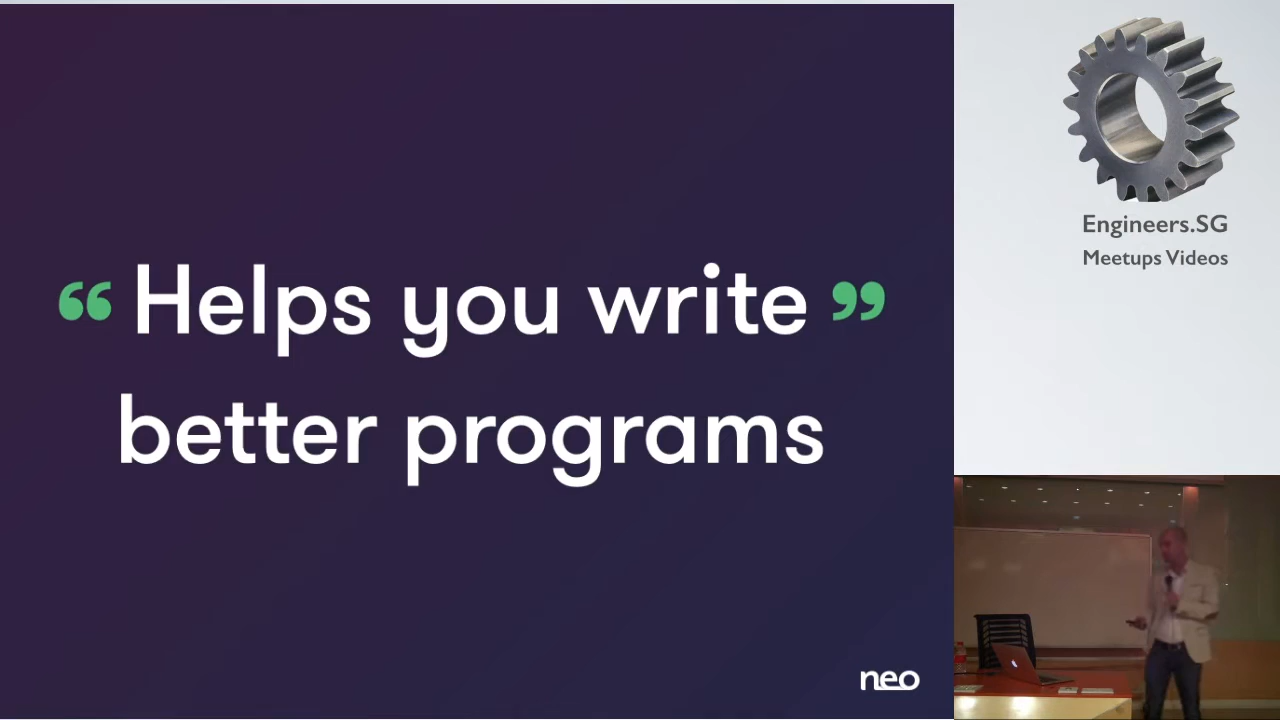 “ Helps you write ”
better programs
neo
Engineers.SG
Meetups Videos